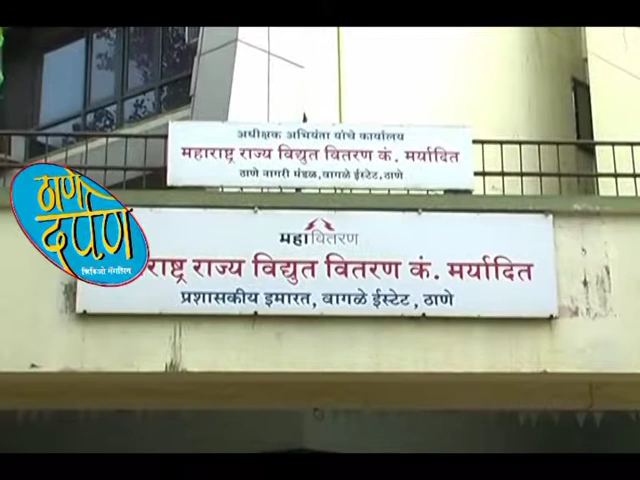 अधीक्षक अभियंता यांचे कार्यालय
महाराष्ट्र राज्य विद्युत वितरण कं. मर्यादित
ठाणे नागरी मंडळ,वागळे ईस्टेट,ठाणे
ठाणे
दर्पण
महावितरण
राष्ट्र राज्य विद्युत वितरण कं. मर्यादित
प्रशासकीय इमारत, वागळे ईस्टेट, ठाणे